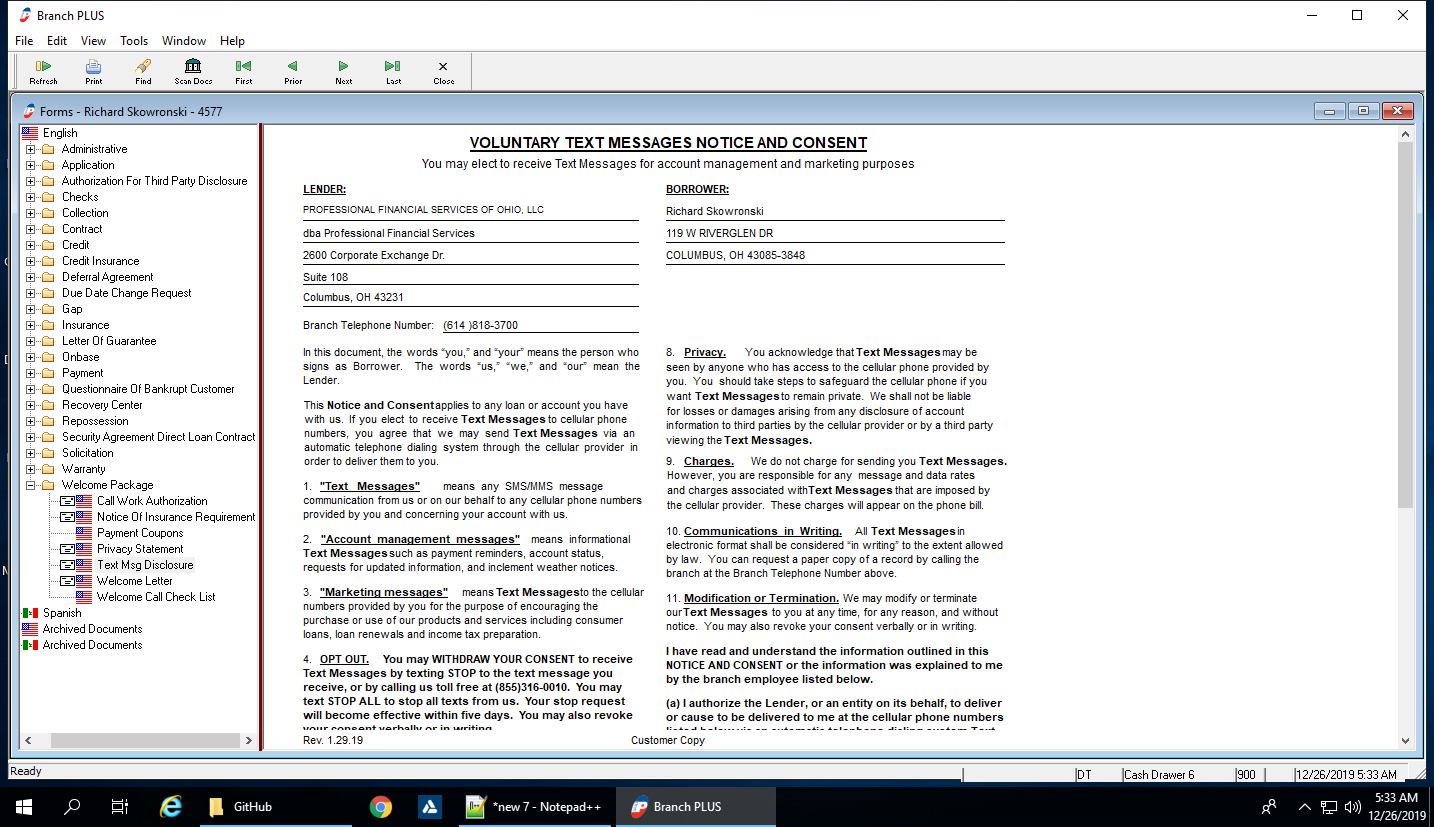 Branch PLUS
File Edit View Tools Window Help
Refresh Print Find Scan Docs First Prior Next Last Close
Forms - Richard Skowronski - 4577
English
Administrative
Application
Authorization For Third Party Disclosure
Checks
Collection
Contract
Credit
Credit Insurance
Deferral Agreement
Due Date Change Request
Gap
Insurance
Letter Of Guarantee
Onbase
Payment
Questionnaire Of Bankrupt Customer
Recovery Center
Repossession
Security Agreement Direct Loan Contract
Solicitation
Warranty
Welcome Package
Call Work Authorization
Notice Of Insurance Requirement
Payment Coupons
Privacy Statement
Text Msg Disclosure
Welcome Letter
Welcome Call Check List
Spanish
Archived Documents
Archived Documents
VOLUNTARY TEXT MESSAGES NOTICE AND CONSENT
You may elect to receive Text Messages for account management and marketing purposes
LENDER:
PROFESSIONAL FINANCIAL SERVICES OF OHIO, LLC
dba Professional Financial Services
2600 Corporate Exchange Dr.
Suite 108
Columbus, OH 43231
Branch Telephone Number: (614 )818-3700
BORROWER:
Richard Skowronski
119 W RIVERGLEN DR
COLUMBUS, OH 43085-3848
In this document, the words “you,” and “your” means the person who
signs as Borrower. The words “us,” “we,” and “our” mean the
Lender.
This Notice and Consent applies to any loan or account you have
with us. If you elect to receive Text Messages to cellular phone
numbers, you agree that we may send Text Messages via an
automatic telephone dialing system through the cellular provider in
order to deliver them to you.
1. "Text Messages" means any SMS/MMS message
communication from us or on our behalf to any cellular phone numbers
provided by you and concerning your account with us.
2. "Account management messages" means informational
Text Messages such as payment reminders, account status,
requests for updated information, and inclement weather notices.
3. "Marketing messages" means Text Messages to the cellular
numbers provided by you for the purpose of encouraging the
purchase or use of our products and services including consumer
loans, loan renewals and income tax preparation.
4. OPT OUT. You may WITHDRAW YOUR CONSENT to receive
Text Messages by texting STOP to the text message you
receive, or by calling us toll free at (855)316-0010. You may
text STOP ALL to stop all texts from us. Your stop request
will become effective within five days. You may also revoke
your consent verbally or in writing.
8. Privacy. You acknowledge that Text Messages may be
seen by anyone who has access to the cellular phone provided by
you. You should take steps to safeguard the cellular phone if you
want Text Messages to remain private. We shall not be liable
for losses or damages arising from any disclosure of account
information to third parties by the cellular provider or by a third party
viewing the Text Messages.
9. Charges. We do not charge for sending you Text Messages.
However, you are responsible for any message and data rates
and charges associated with Text Messages that are imposed by
the cellular provider. These charges will appear on the phone bill.
10. Communications in Writing. All Text Messages in
electronic format shall be considered “in writing” to the extent allowed
by law. You can request a paper copy of a record by calling the
branch at the Branch Telephone Number above.
11. Modification or Termination. We may modify or terminate
our Text Messages to you at any time, for any reason, and without
notice. You may also revoke your consent verbally or in writing.
I have read and understand the information outlined in this
NOTICE AND CONSENT or the information was explained to me
by the branch employee listed below.
(a) I authorize the Lender, or an entity on its behalf, to deliver
or cause to be delivered to me at the cellular phone numbers
listed below via an automatic telephone dialing system Text
Rev. 1.29.19 Customer Copy
Ready DT Cash Drawer 6 900 12/26/2019 5:33 AM
GitHub *new 7 - Notepad++ Branch PLUS 5:33 AM
12/26/2019